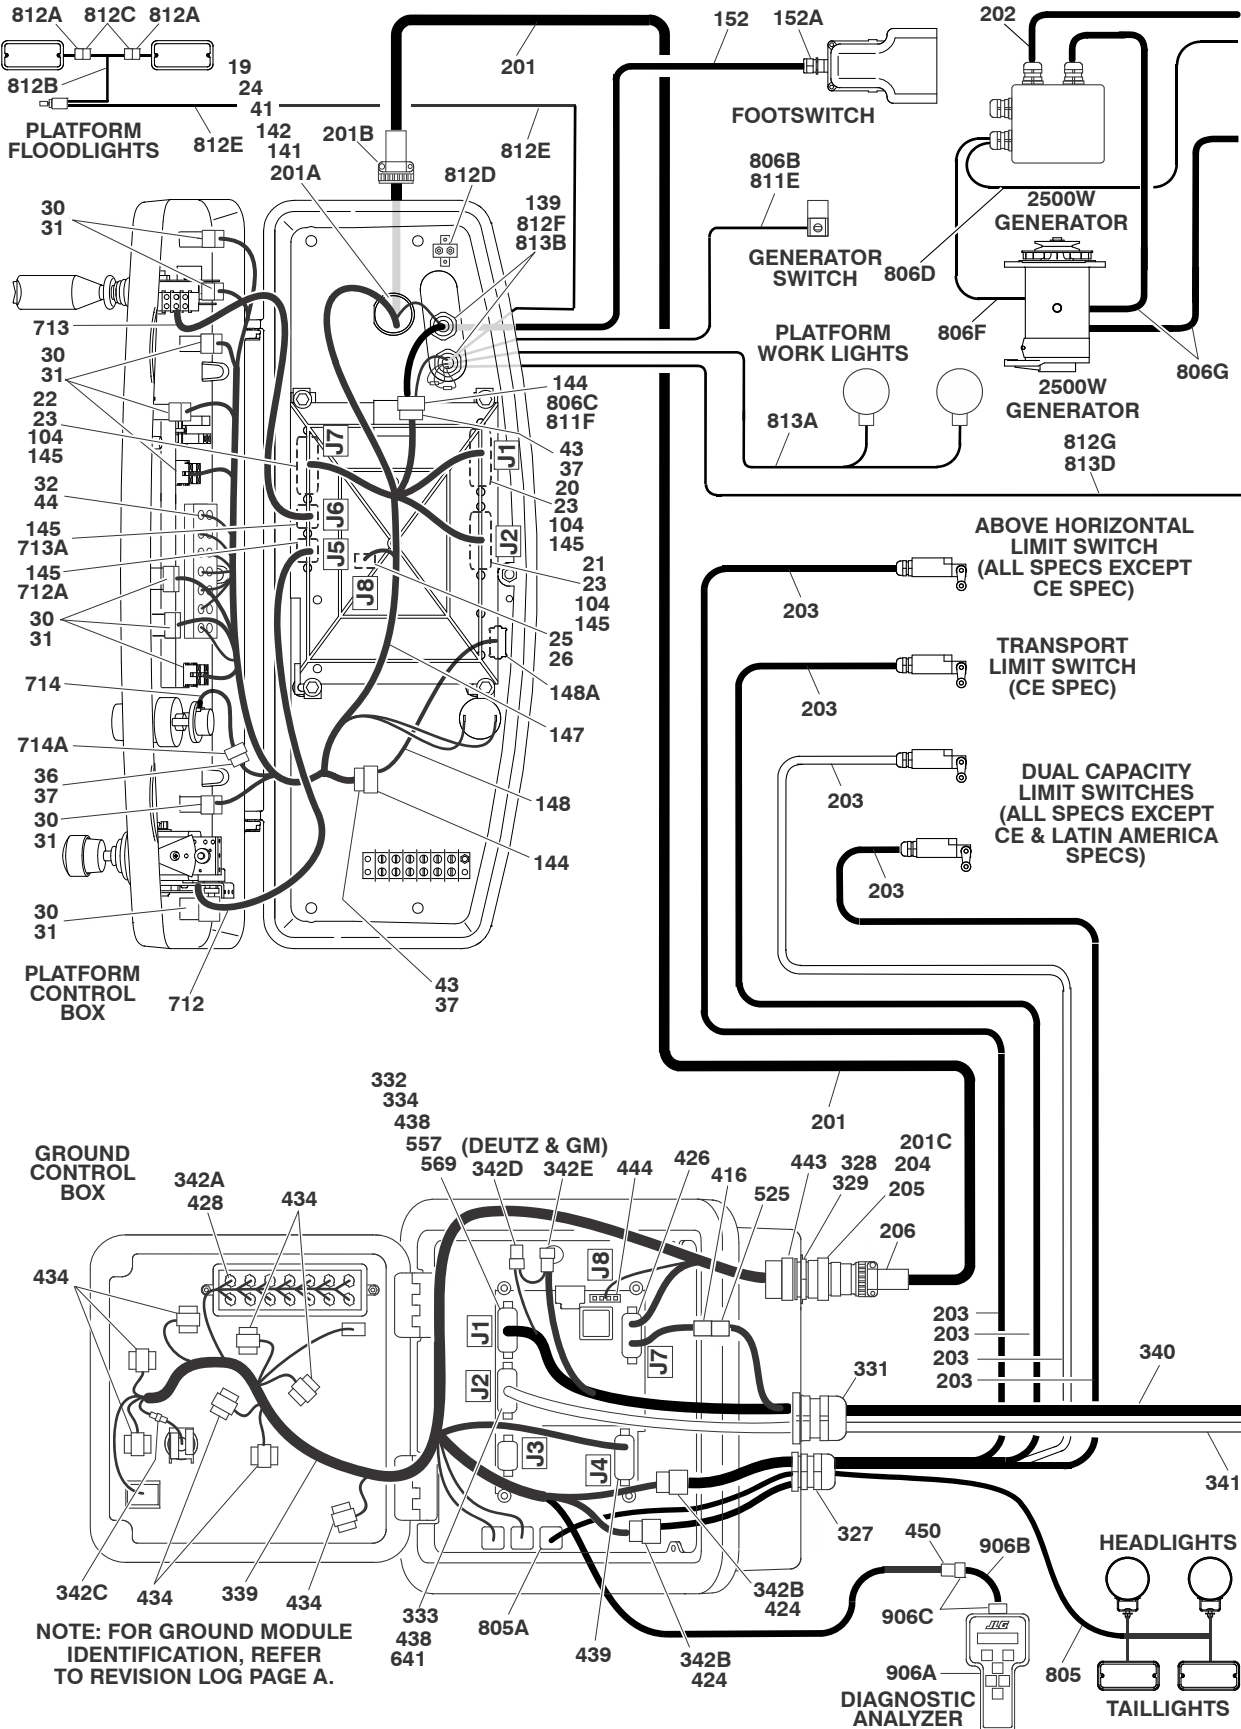 812A 812C 812A
812B
PLATFORM
FLOODLIGHTS
812E
19
24
41
142
141
201A
201B
201
812D
812E
139
812F
813B
152 152A
FOOTSWITCH
806B
811E
GENERATOR
SWITCH
202
2500W
GENERATOR
806D
806F
2500W
GENERATOR
806G
PLATFORM
WORK LIGHTS
813A
812G
813D
30
31
713
30
31
22
23
104
145
32
44
145
713A
145
712A
30
31
714
714A
36
37
30
31
30
31
PLATFORM
CONTROL
BOX
712
J7
J6
J5
J8
J1
J2
144
806C
811F
43
37
20
23
104
145
21
23
104
145
25
26
148A
147
148
144
43
37
ABOVE HORIZONTAL
LIMIT SWITCH
(ALL SPECS EXCEPT
CE SPEC)
203
TRANSPORT
LIMIT SWITCH
(CE SPEC)
203
DUAL CAPACITY
LIMIT SWITCHES
(ALL SPECS EXCEPT
CE & LATIN AMERICA
SPECS)
203
203
201
332
334
438
557
569
(DEUTZ & GM)
342D 342E
444
426
416
525
443
328
329
201C
204
205
206
GROUND
CONTROL
BOX
342A
428
434
434
J8
J1
J7
J2
J3
J4
203
203
203
203
331
340
341
327
342C
434
339
434
333
438
641
805A
439
342B
424
342B
424
450
906B
906C
906A
JLG
DIAGNOSTIC
ANALYZER
805
HEADLIGHTS
TAILLIGHTS
NOTE: FOR GROUND MODULE
IDENTIFICATION, REFER
TO REVISION LOG PAGE A.